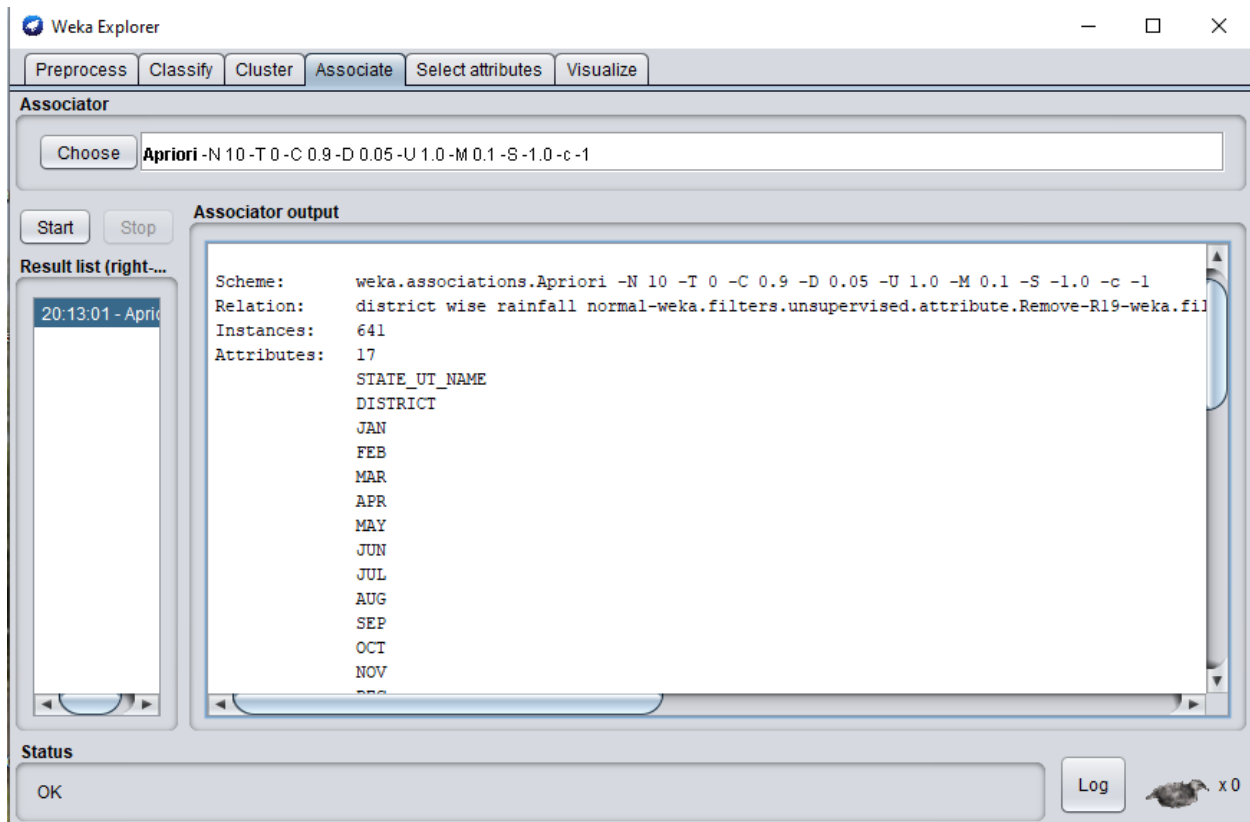 Weka Explorer
Preprocess Classify Cluster Associate Select attributes Visualize
Associator
Choose Apriori -N 10 -T 0 -C 0.9 -D 0.05 -U 1.0 -M 0.1 -S -1.0 -c -1
Start Stop
Result list (right-...
20:13:01 - Aprio
Associator output
Scheme: weka.associations.Apriori -N 10 -T 0 -C 0.9 -D 0.05 -U 1.0 -M 0.1 -S -1.0 -c -1
Relation: district wise rainfall normal-weka.filters.unsupervised.attribute.Remove-R19-weka.fil
Instances: 641
Attributes: 17
STATE_UT_NAME
DISTRICT
JAN
FEB
MAR
APR
MAY
JUN
JUL
AUG
SEP
OCT
NOV
Status
OK
Log x 0